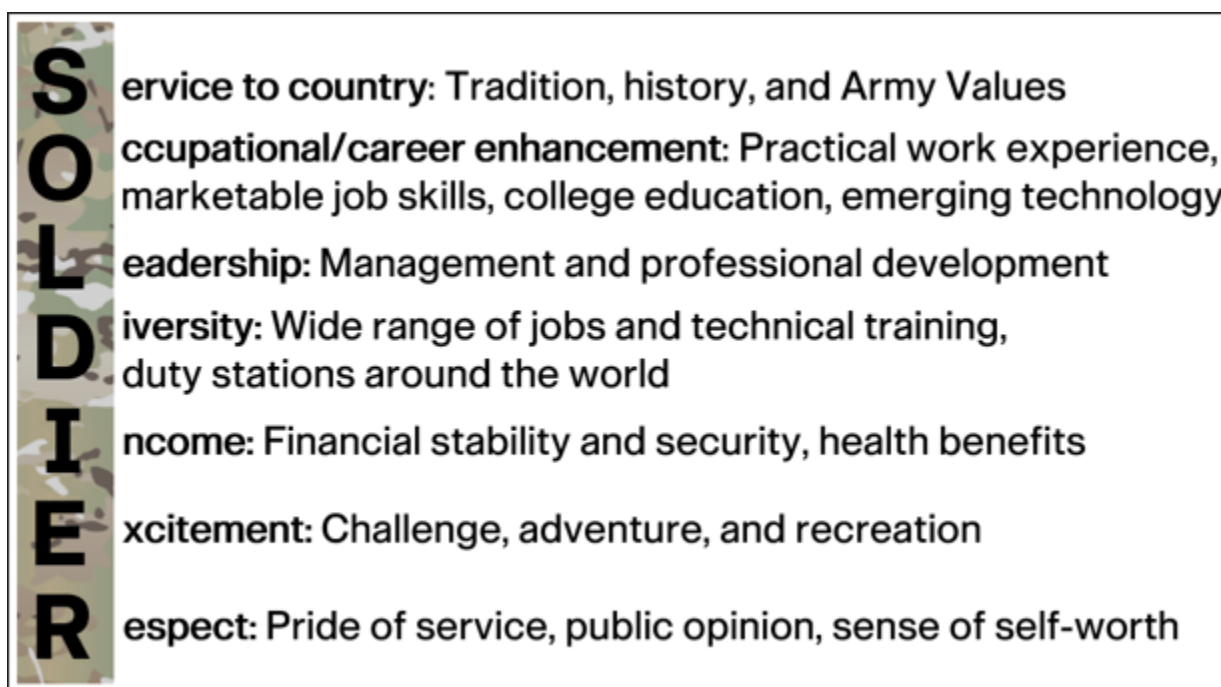 Service to country: Tradition, history, and Army Values
Occupational/career enhancement: Practical work experience,
marketable job skills, college education, emerging technology
Leadership: Management and professional development
Diversity: Wide range of jobs and technical training,
duty stations around the world
Income: Financial stability and security, health benefits
Excitement: Challenge, adventure, and recreation
Respect: Pride of service, public opinion, sense of self-worth